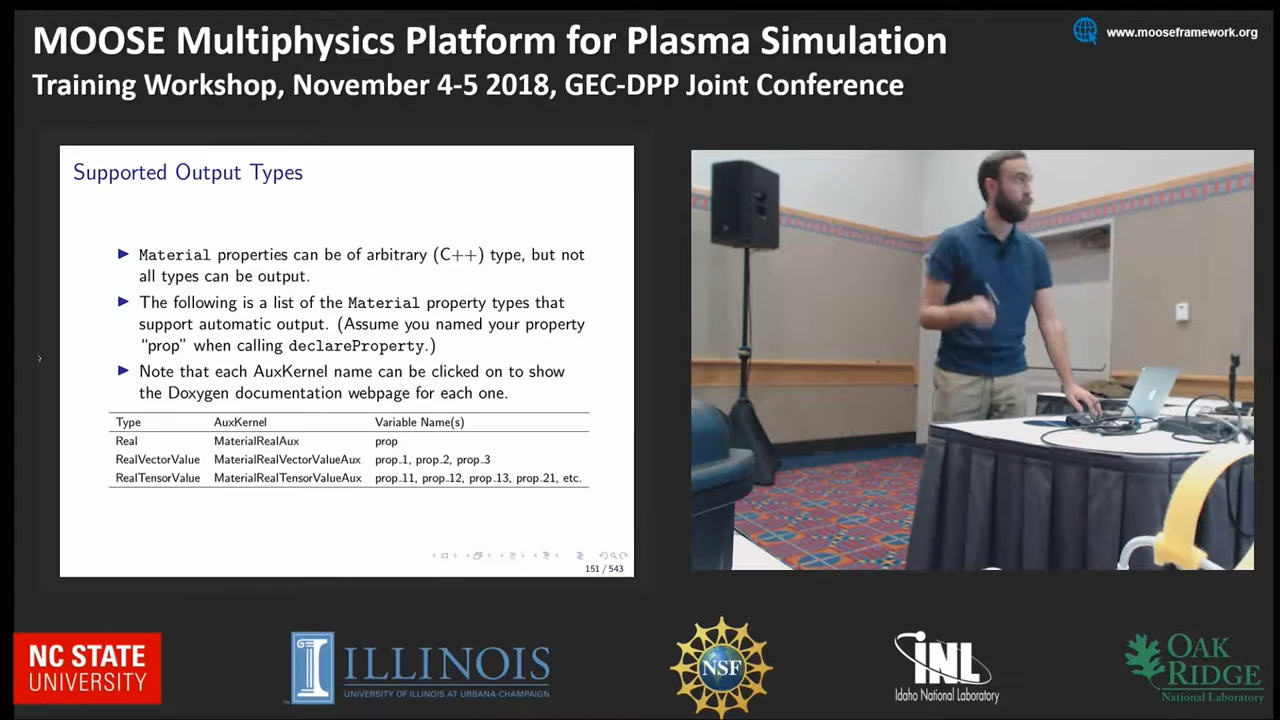 MOOSE Multiphysics Platform for Plasma Simulation
www.mooseframework.org
Training Workshop, November 4-5 2018, GEC-DPP Joint Conference
Supported Output Types
Material properties can be of arbitrary (C++) type, but not
all types can be output.
The following is a list of the Material property types that
support automatic output. (Assume you named your property
“prop” when calling declareProperty.)
Note that each AuxKernel name can be clicked on to show
the Doxygen documentation webpage for each one.
Type AuxKernel Variable Name(s)
Real MaterialRealAux prop
RealVectorValue MaterialRealVectorValueAux prop_1, prop_2, prop_3
RealTensorValue MaterialRealTensorValueAux prop_11, prop_12, prop_13, prop_21, etc.
151 / 543
NC STATE
UNIVERSITY
ILLINOIS
UNIVERSITY OF ILLINOIS AT URBANA-CHAMPAIGN
NSF
INL
Idaho National Laboratory
OAK
RIDGE
National Laboratory